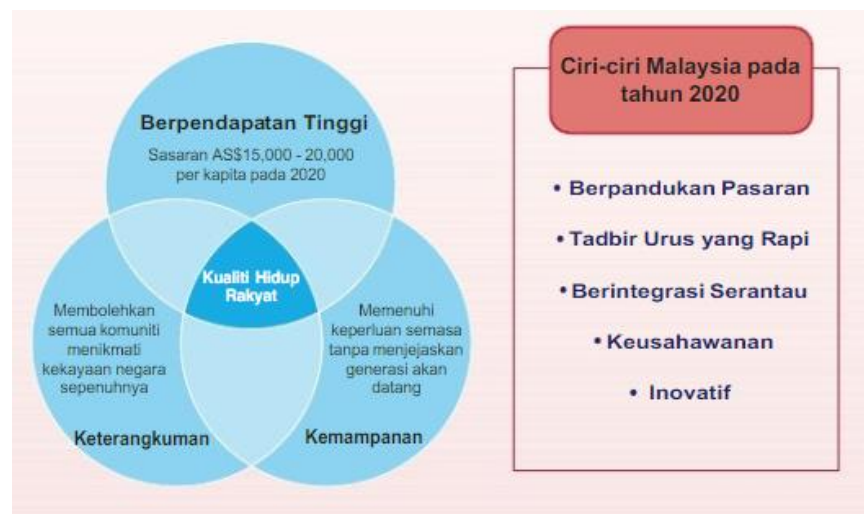 Berpendapatan Tinggi
Sasaran AS$15,000 - 20,000
per kapita pada 2020
Kualiti Hidup
Rakyat
Membolehkan
semua komuniti
menikmati
kekayaan negara
sepenuhnya
Keterangkuman
Memenuhi
keperluan semasa
tanpa menjejaskan
generasi akan
datang
Kemampanan
Ciri-ciri Malaysia pada
tahun 2020
• Berpandukan Pasaran
• Tadbir Urus yang Rapi
• Berintegrasi Serantau
• Keusahawanan
• Inovatif